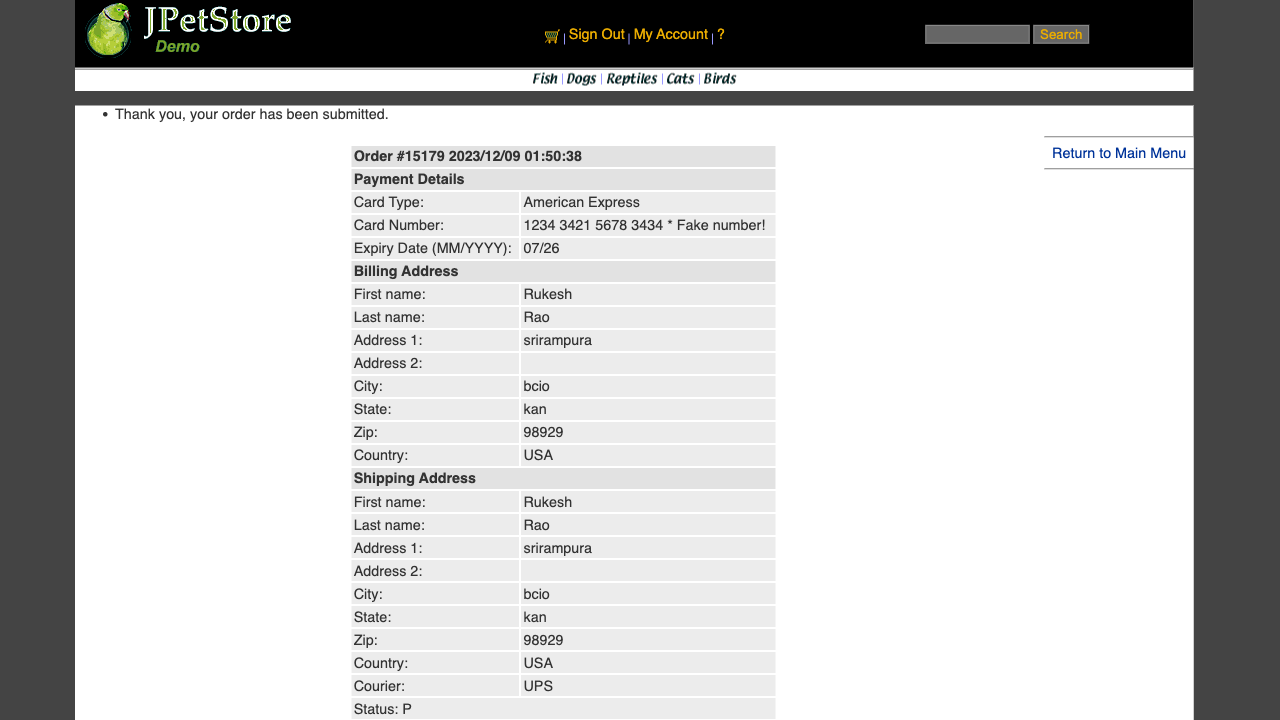 JPetStore
Demo
Sign Out | My Account | ?
Search
Fish | Dogs | Reptiles | Cats | Birds
• Thank you, your order has been submitted.
Return to Main Menu
Order #15179 2023/12/09 01:50:38
Payment Details
Card Type: American Express
Card Number: 1234 3421 5678 3434 * Fake number!
Expiry Date (MM/YYYY): 07/26
Billing Address
First name: Rukesh
Last name: Rao
Address 1: srirampura
Address 2:
City: bcio
State: kan
Zip: 98929
Country: USA
Shipping Address
First name: Rukesh
Last name: Rao
Address 1: srirampura
Address 2:
City: bcio
State: kan
Zip: 98929
Country: USA
Courier: UPS
Status: P